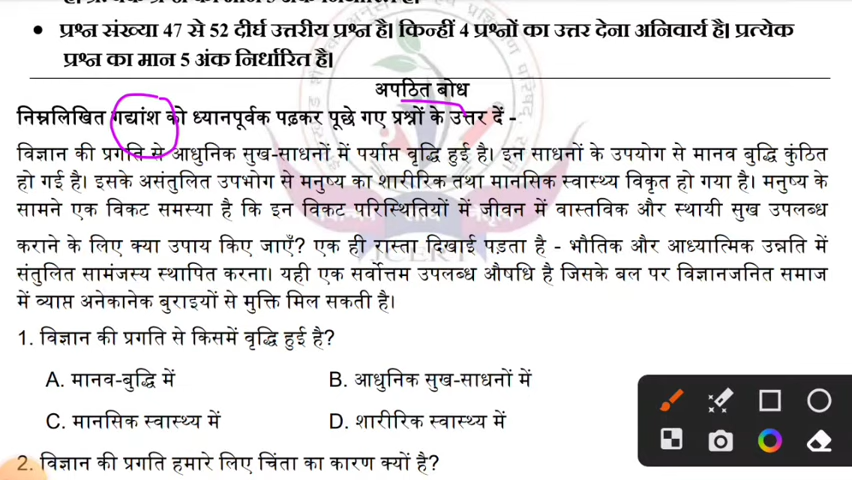 • प्रश्न संख्या 47 से 52 दीर्घ उत्तरीय प्रश्न है। किन्हीं 4 प्रश्नों का उत्तर देना अनिवार्य है। प्रत्येक
प्रश्न का मान 5 अंक निर्धारित है।
अपठित बोध
निम्नलिखित गद्यांश को ध्यानपूर्वक पढ़कर पूछे गए प्रश्नों के उत्तर दें -
विज्ञान की प्रगति से आधुनिक सुख-साधनों में पर्याप्त वृद्धि हुई है। इन साधनों के उपयोग से मानव बुद्धि कुंठित
हो गई है। इसके असंतुलित उपभोग से मनुष्य का शारीरिक तथा मानसिक स्वास्थ्य विकृत हो गया है। मनुष्य के
सामने एक विकट समस्या है कि इन विकट परिस्थितियों में जीवन में वास्तविक और स्थायी सुख उपलब्ध
कराने के लिए क्या उपाय किए जाएँ? एक ही रास्ता दिखाई पड़ता है - भौतिक और आध्यात्मिक उन्नति में
संतुलित सामंजस्य स्थापित करना। यही एक सर्वोत्तम उपलब्ध औषधि है जिसके बल पर विज्ञानजनित समाज
में व्याप्त अनेकानेक बुराइयों से मुक्ति मिल सकती है।
1. विज्ञान की प्रगति से किसमें वृद्धि हुई है?
A. मानव-बुद्धि में B. आधुनिक सुख-साधनों में
C. मानसिक स्वास्थ्य में D. शारीरिक स्वास्थ्य में
2. विज्ञान की प्रगति हमारे लिए चिंता का कारण क्यों है?